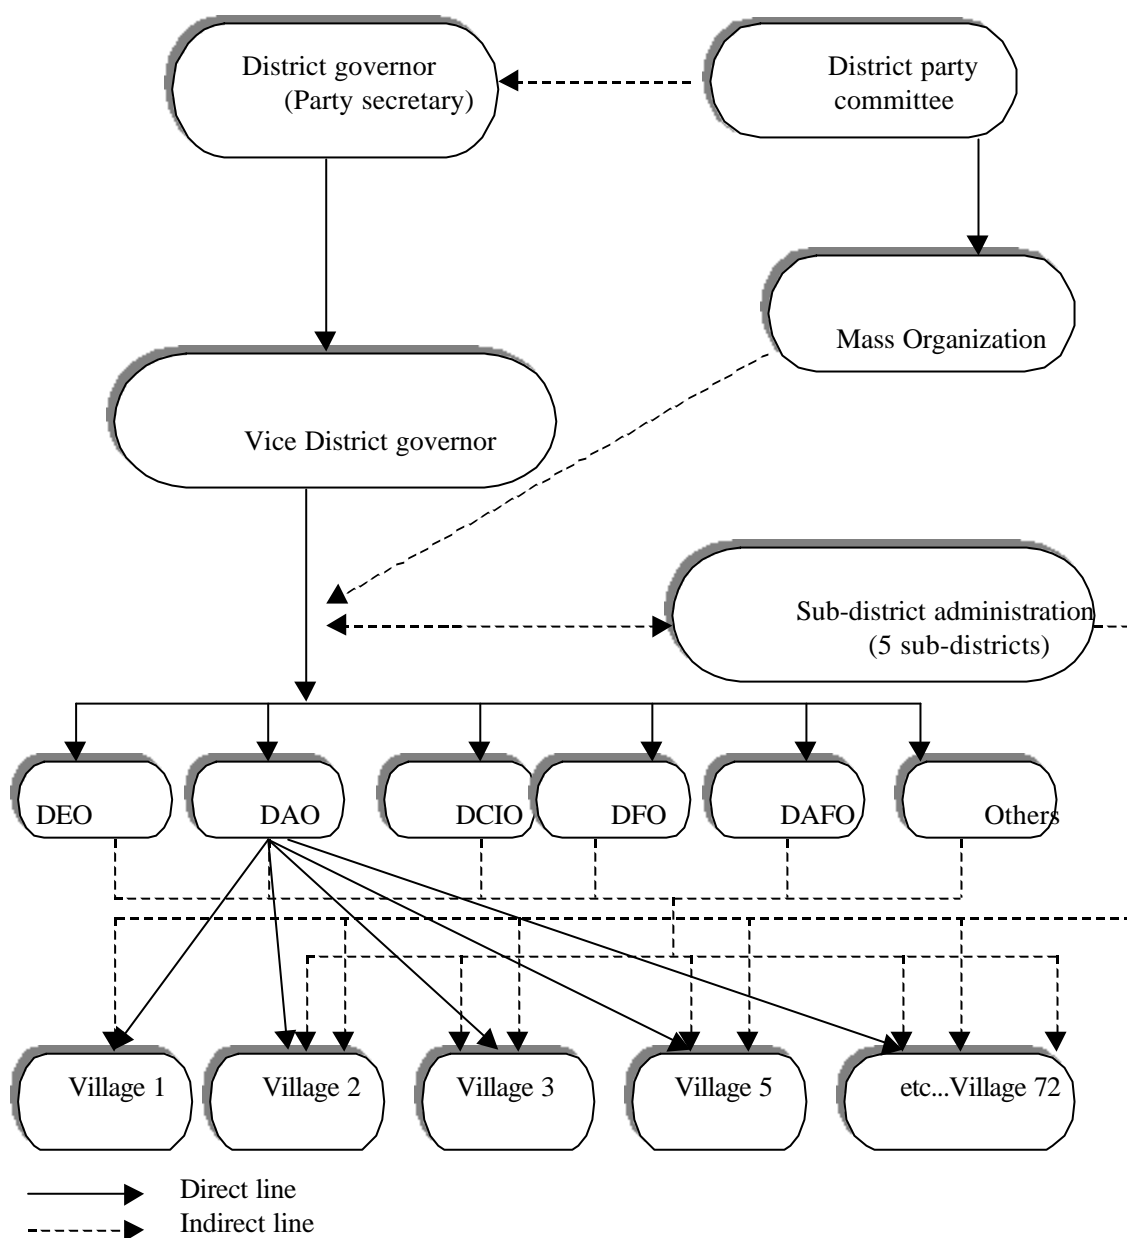 District governor
(Party secretary)
District party
committee
Mass Organization
Vice District governor
Sub-district administration
(5 sub-districts)
DEO
DAO
DCIO
DFO
DAFO
Others
Village 1
Village 2
Village 3
Village 5
etc...Village 72
Direct line
Indirect line